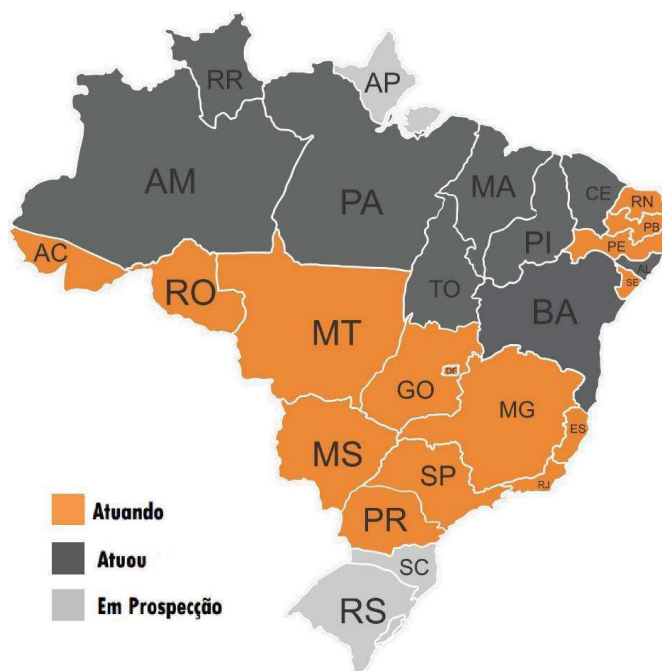 RR
AP
AM
PA
MA
CE
RN
PB
PI
PE
AL
SE
AC
RO
TO
BA
MT
DF
GO
MG
ES
MS
SP
RJ
PR
SC
RS
Atuando
Atuou
Em Prospecção